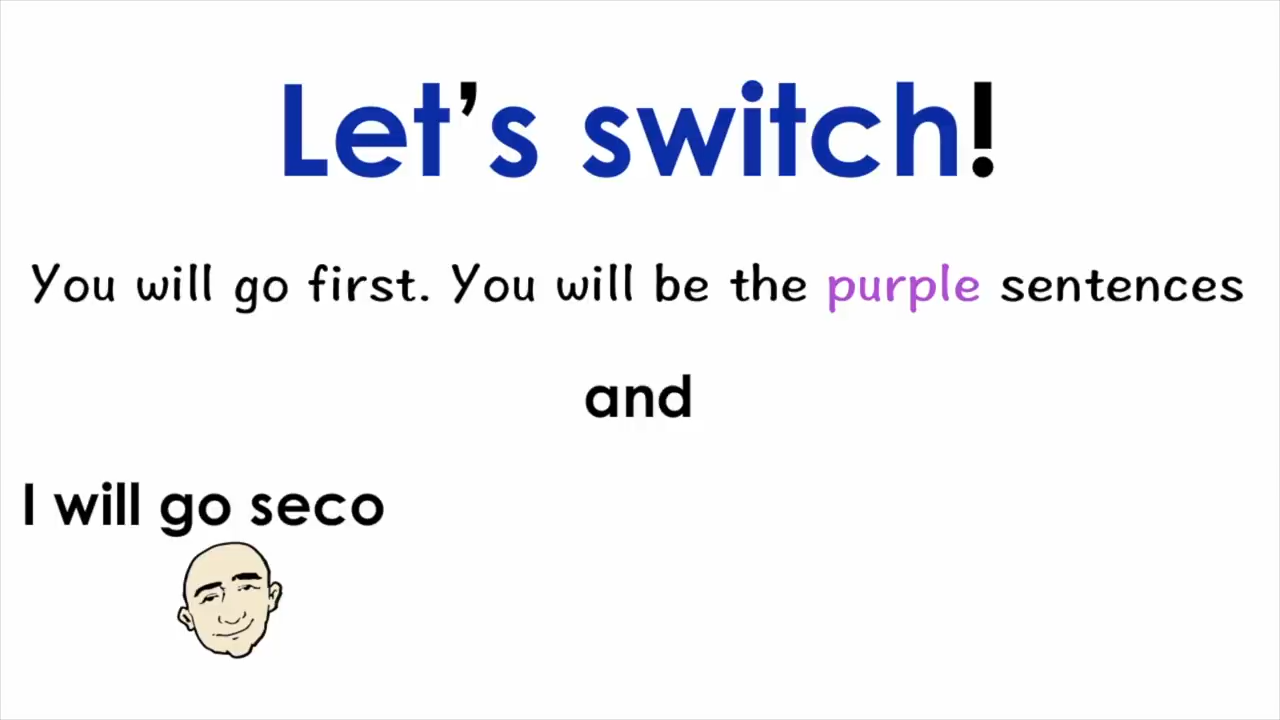 Let’s switch!
You will go first. You will be the purple sentences
and
I will go seco